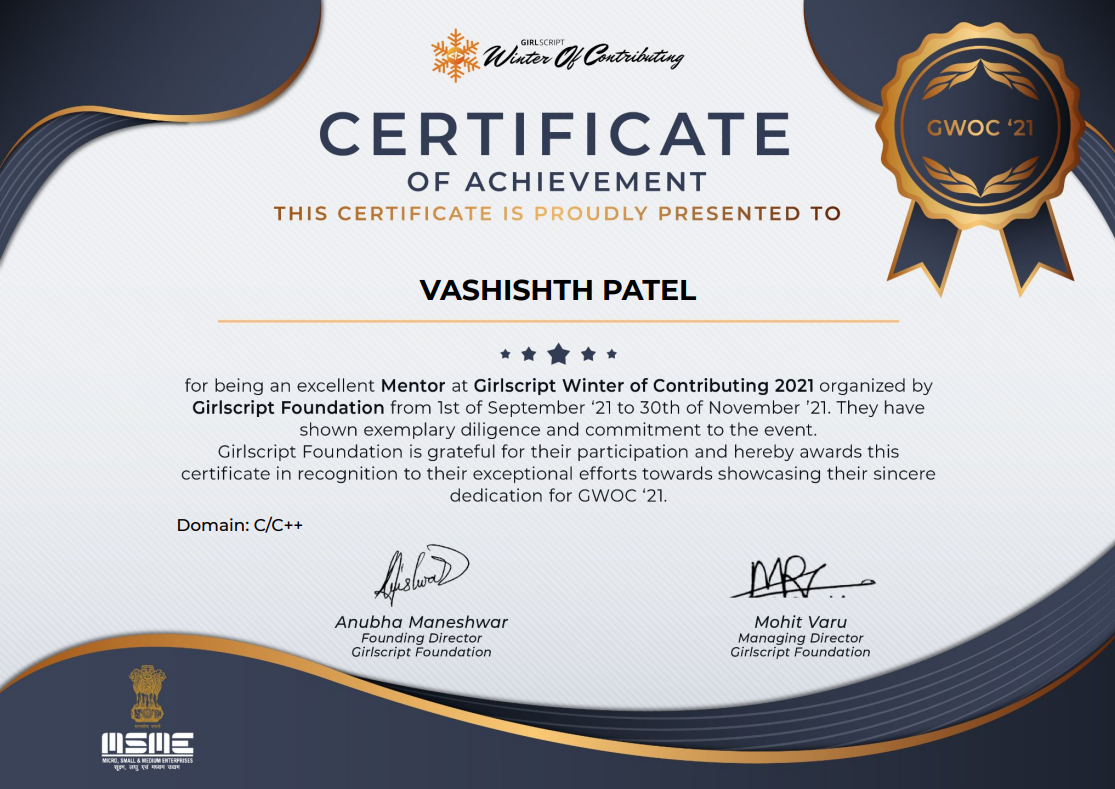 GIRLSCRIPT
Winter Of Contributing
GWOC ‘21
CERTIFICATE
OF ACHIEVEMENT
THIS CERTIFICATE IS PROUDLY PRESENTED TO
VASHISHTH PATEL
for being an excellent Mentor at Girlscript Winter of Contributing 2021 organized by
Girlscript Foundation from 1st of September ‘21 to 30th of November ’21. They have
shown exemplary diligence and commitment to the event.
Girlscript Foundation is grateful for their participation and hereby awards this
certificate in recognition to their exceptional efforts towards showcasing their sincere
dedication for GWOC ‘21.
Domain: C/C++
Anubha Maneshwar
Founding Director
Girlscript Foundation
Mohit Varu
Managing Director
Girlscript Foundation
सत्यमेव जयते
MSME
MICRO, SMALL & MEDIUM ENTERPRISES
सूक्ष्म, लघु एवं मध्यम उद्यम